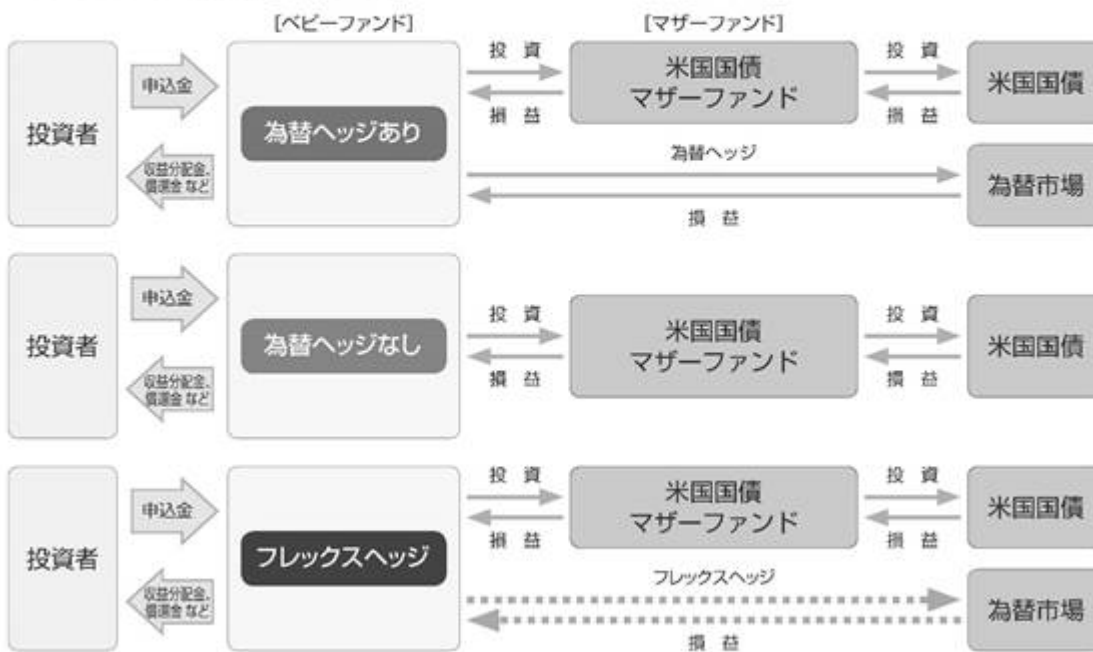 [ベビーファンド]
[マザーファンド]
投資者
申込金
収益分配金、
償還金 など
為替ヘッジあり
投 資
損 益
米国国債
マザーファンド
投 資
損 益
米国国債
為替ヘッジ
損 益
為替市場
投資者
申込金
収益分配金、
償還金 など
為替ヘッジなし
投 資
損 益
米国国債
マザーファンド
投 資
損 益
米国国債
投資者
申込金
収益分配金、
償還金 など
フレックスヘッジ
投 資
損 益
米国国債
マザーファンド
投 資
損 益
米国国債
フレックスヘッジ
損 益
為替市場